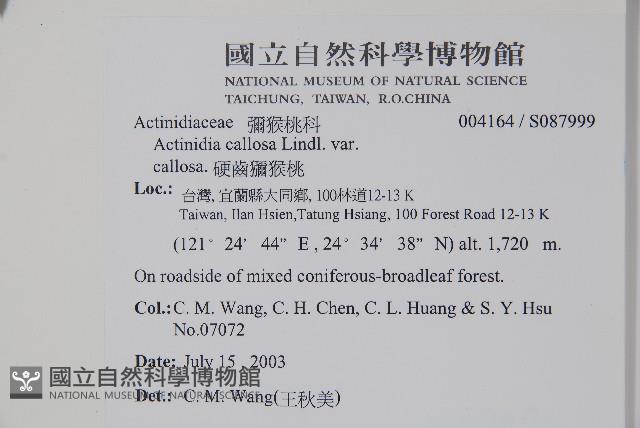 國立自然科學博物館
NATIONAL MUSEUM OF NATURAL SCIENCE
TAICHUNG, TAIWAN, R.O.CHINA
Actinidiaceae 獼猴桃科 004164 / S087999
Actinidia callosa Lindl. var.
callosa. 硬齒獼猴桃
Loc.: 台灣, 宜蘭縣大同鄉, 100林道12-13 K
Taiwan, Ilan Hsien,Tatung Hsiang, 100 Forest Road 12-13 K
(121° 24′ 44″ E , 24° 34′ 38″ N) alt. 1,720 m.
On roadside of mixed coniferous-broadleaf forest.
Col.: C. M. Wang, C. H. Chen, C. L. Huang & S. Y. Hsu
No.07072
Date: July 15 , 2003
Det.: C. M. Wang(王秋美)
國立自然科學博物館
NATIONAL MUSEUM OF NATURAL SCIENCE